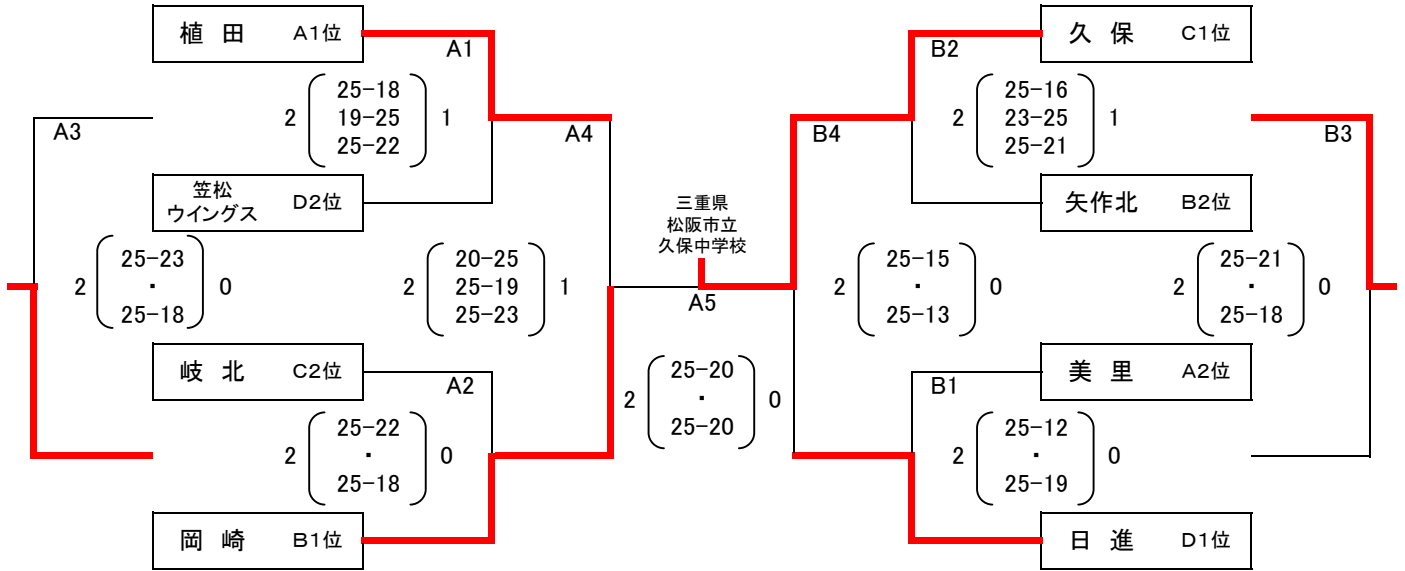 植 田 A1位
A1
25-18
19-25
25-22
2
1
A3
A4
笠松
ウイングス
D2位
25-23
・
25-18
2
0
20-25
25-19
25-23
2
1
岐 北 C2位
A2
25-22
・
25-18
2
0
岡 崎 B1位
三重県
松阪市立
久保中学校
A5
25-20
・
25-20
2
0
久 保 C1位
B2
25-16
23-25
25-21
2
1
B4
B3
矢作北 B2位
25-15
・
25-13
2
0
25-21
・
25-18
2
0
美 里 A2位
B1
25-12
・
25-19
2
0
日 進 D1位